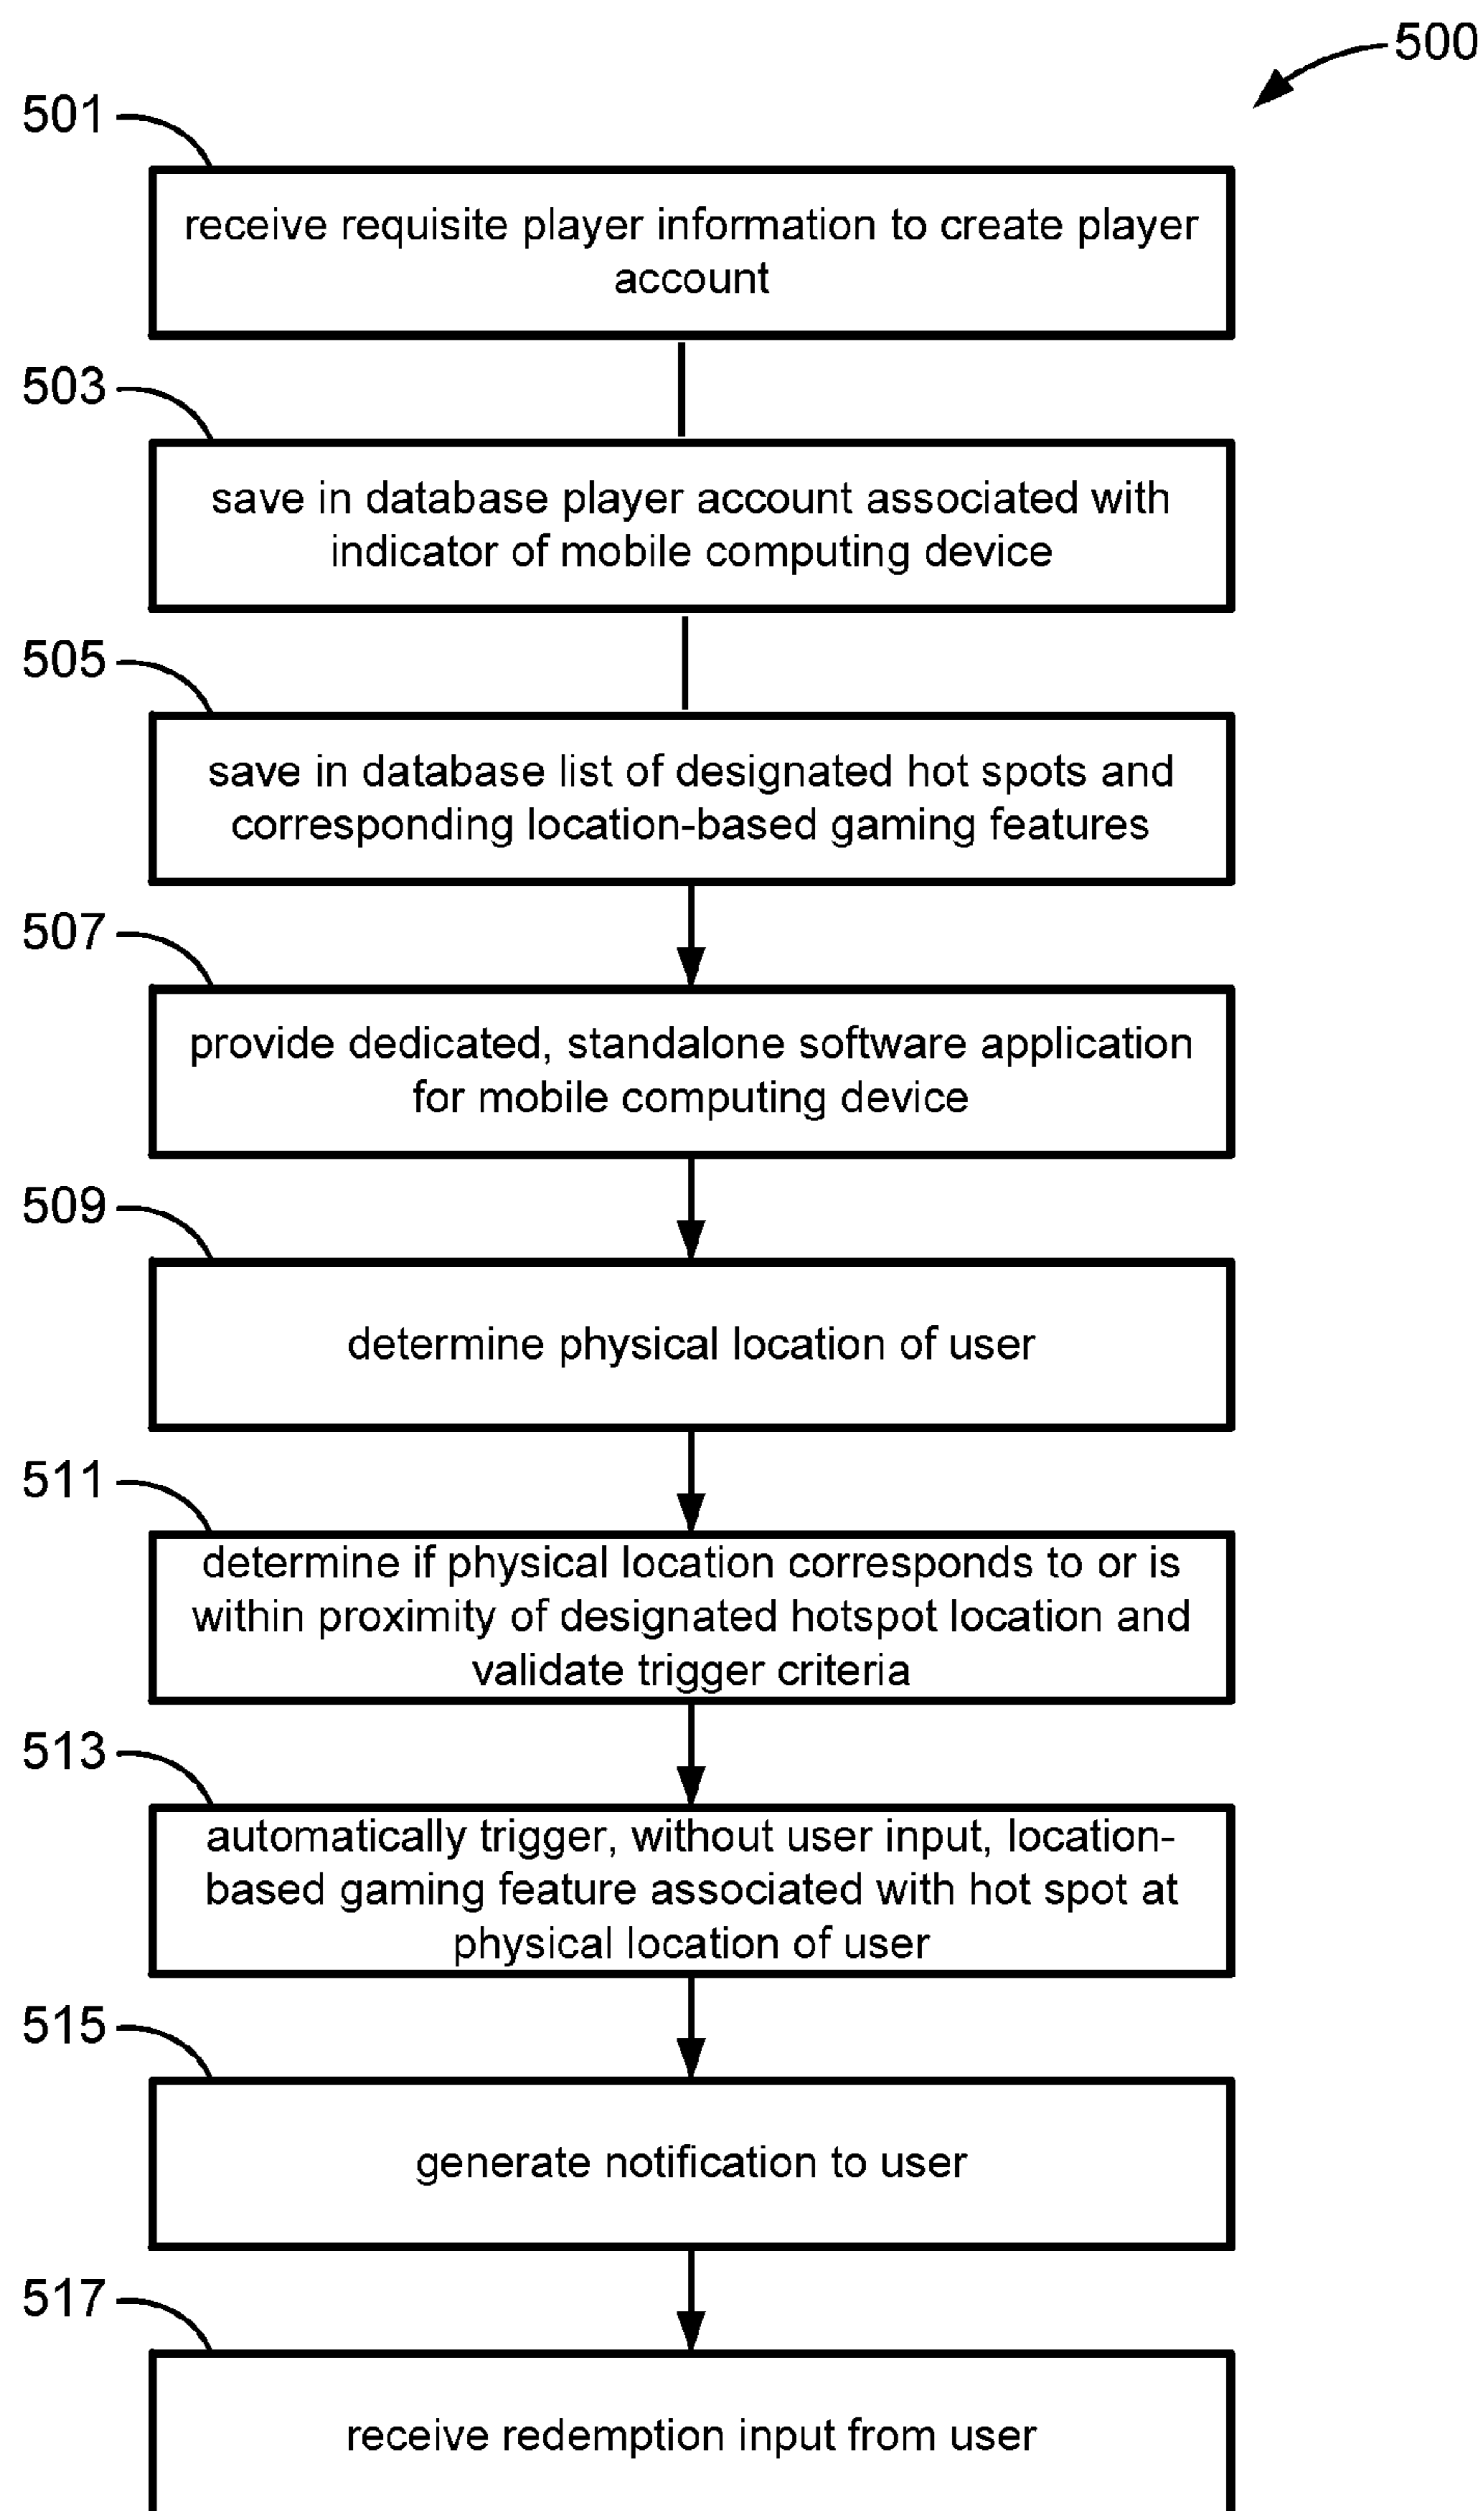 500
501
receive requisite player information to create player
account
503
save in database player account associated with
indicator of mobile computing device
505
save in database list of designated hot spots and
corresponding location-based gaming features
507
provide dedicated, standalone software application
for mobile computing device
509
determine physical location of user
511
determine if physical location corresponds to or is
within proximity of designated hotspot location and
validate trigger criteria
513
automatically trigger, without user input, location-
based gaming feature associated with hot spot at
physical location of user
515
generate notification to user
517
receive redemption input from user